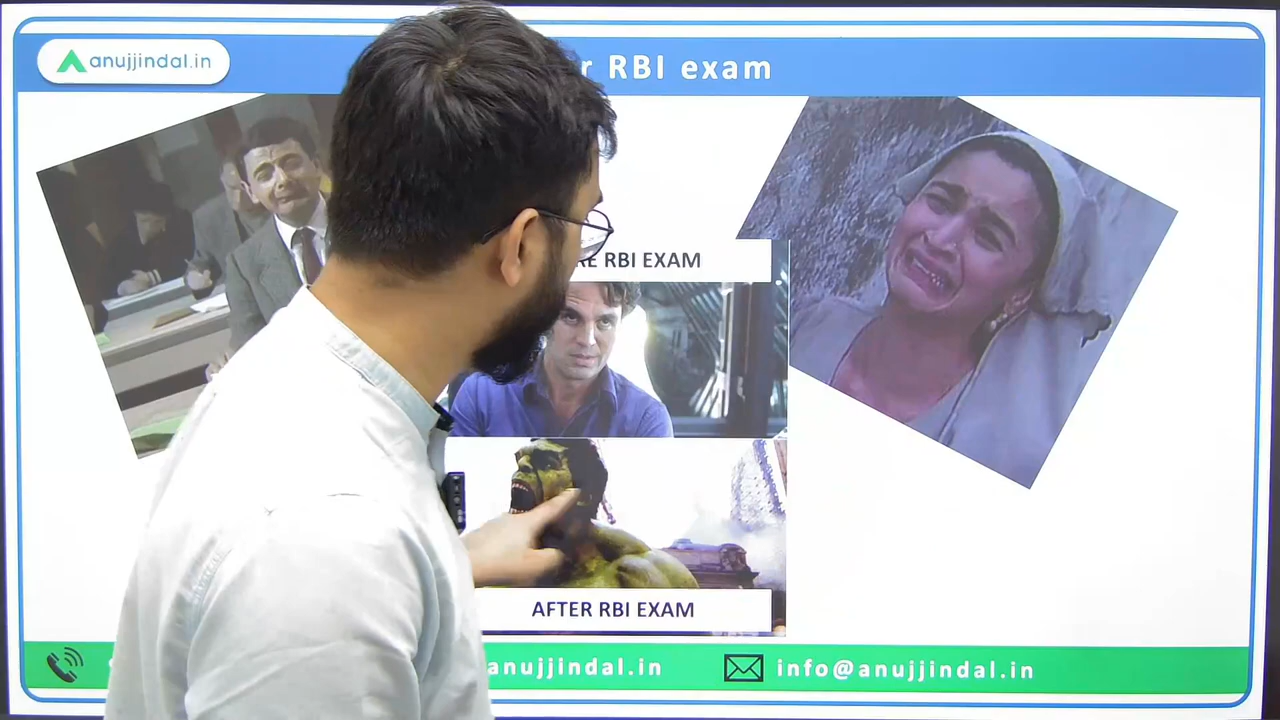 anujjindal.in
RBI exam
RBI EXAM
AFTER RBI EXAM
anujjindal.in
info@anujjindal.in